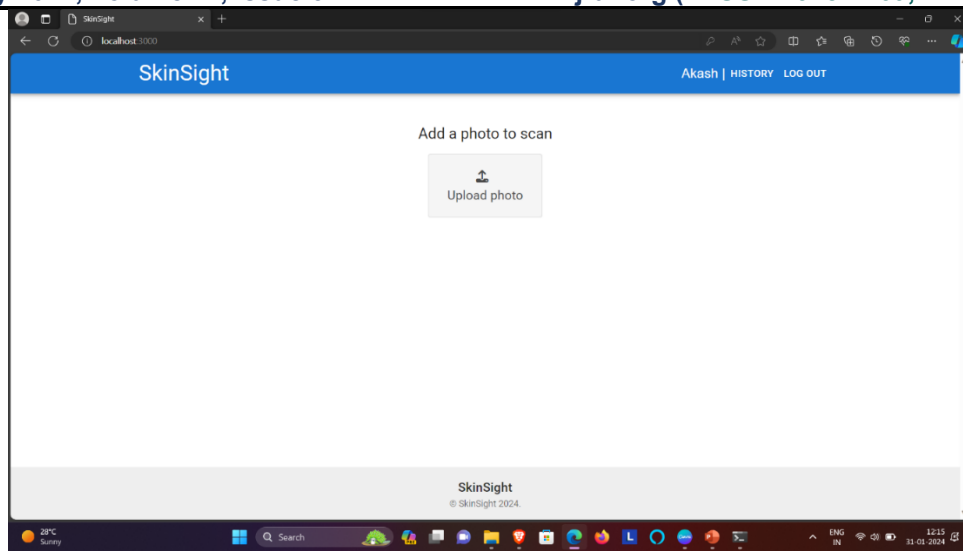 SkinSight
localhost:3000
SkinSight
Akash | HISTORY LOG OUT
Add a photo to scan
Upload photo
SkinSight
© SkinSight 2024.
28°C
Sunny
Search
ENG
IN
12:15
31-01-2024